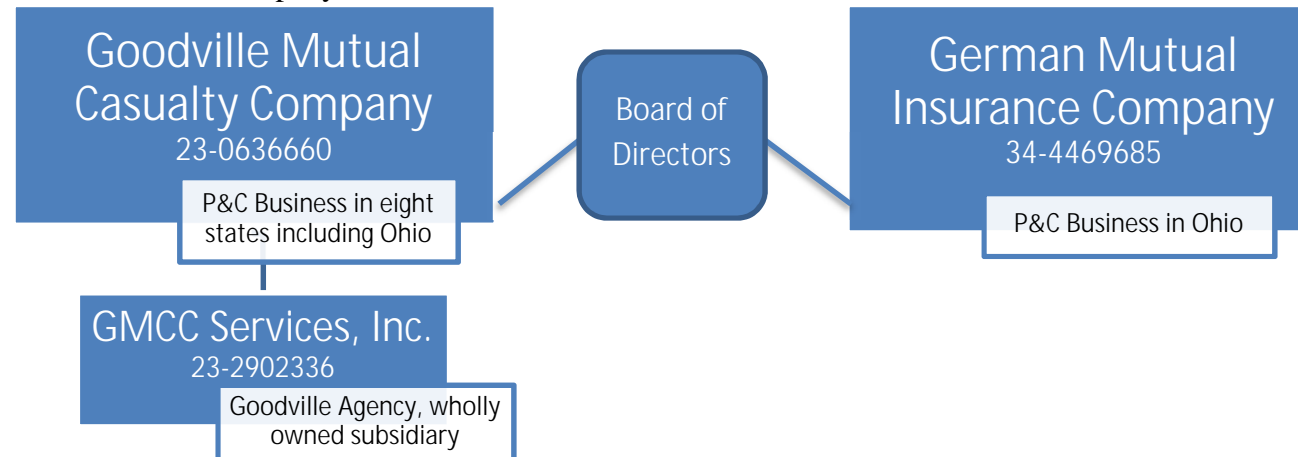 Goodville Mutual
Casualty Company
23-0636660
P&C Business in eight
states including Ohio
Board of
Directors
German Mutual
Insurance Company
34-4469685
P&C Business in Ohio
GMCC Services, Inc.
23-2902336
Goodville Agency, wholly
owned subsidiary